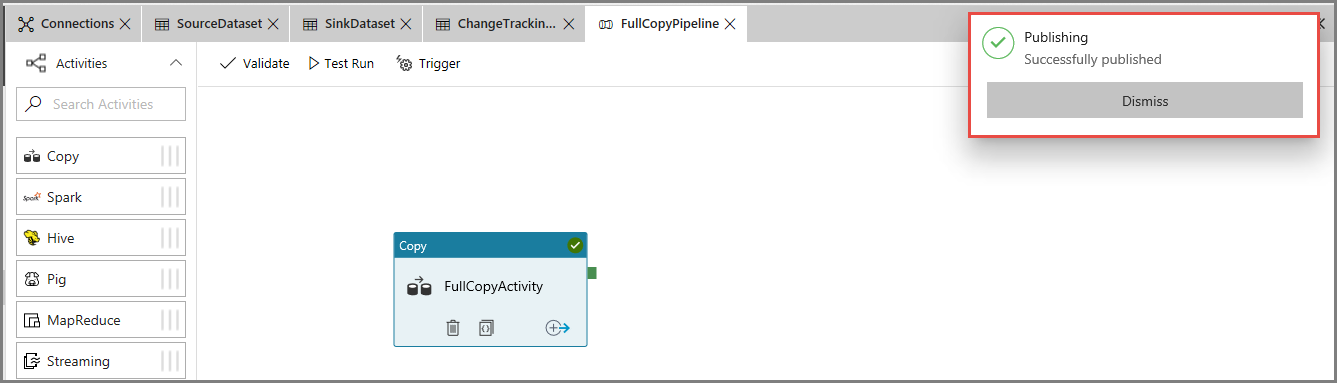 Connections
SourceDataset
SinkDataset
ChangeTrackin...
FullCopyPipeline
Publishing
Successfully published
Dismiss
Activities
Validate
Test Run
Trigger
Search Activities
Copy
Spark
Spark
Hive
Pig
MapReduce
Streaming
Copy
FullCopyActivity